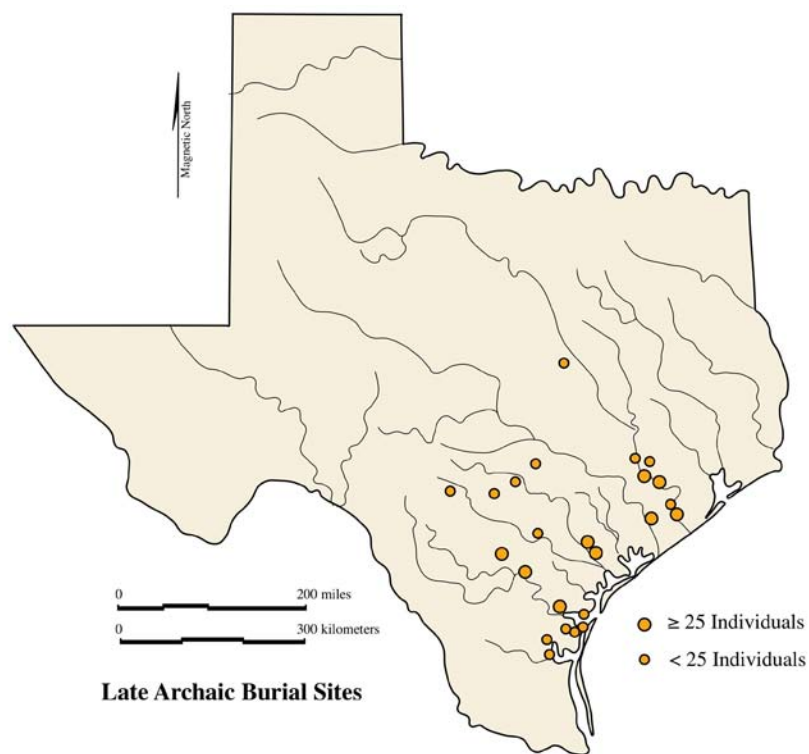 Magnetic North
0 200 miles
0 300 kilometers
≥ 25 Individuals
< 25 Individuals
Late Archaic Burial Sites